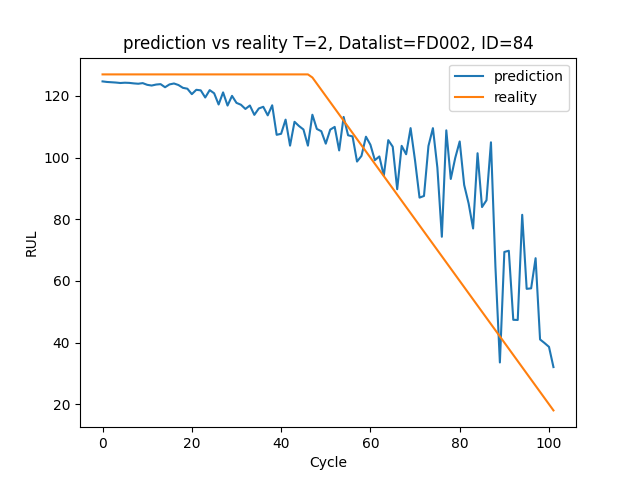 prediction vs reality T=2, Datalist=FD002, ID=84
prediction
reality
120
100
80
60
40
20
RUL
0 20 40 60 80 100
Cycle